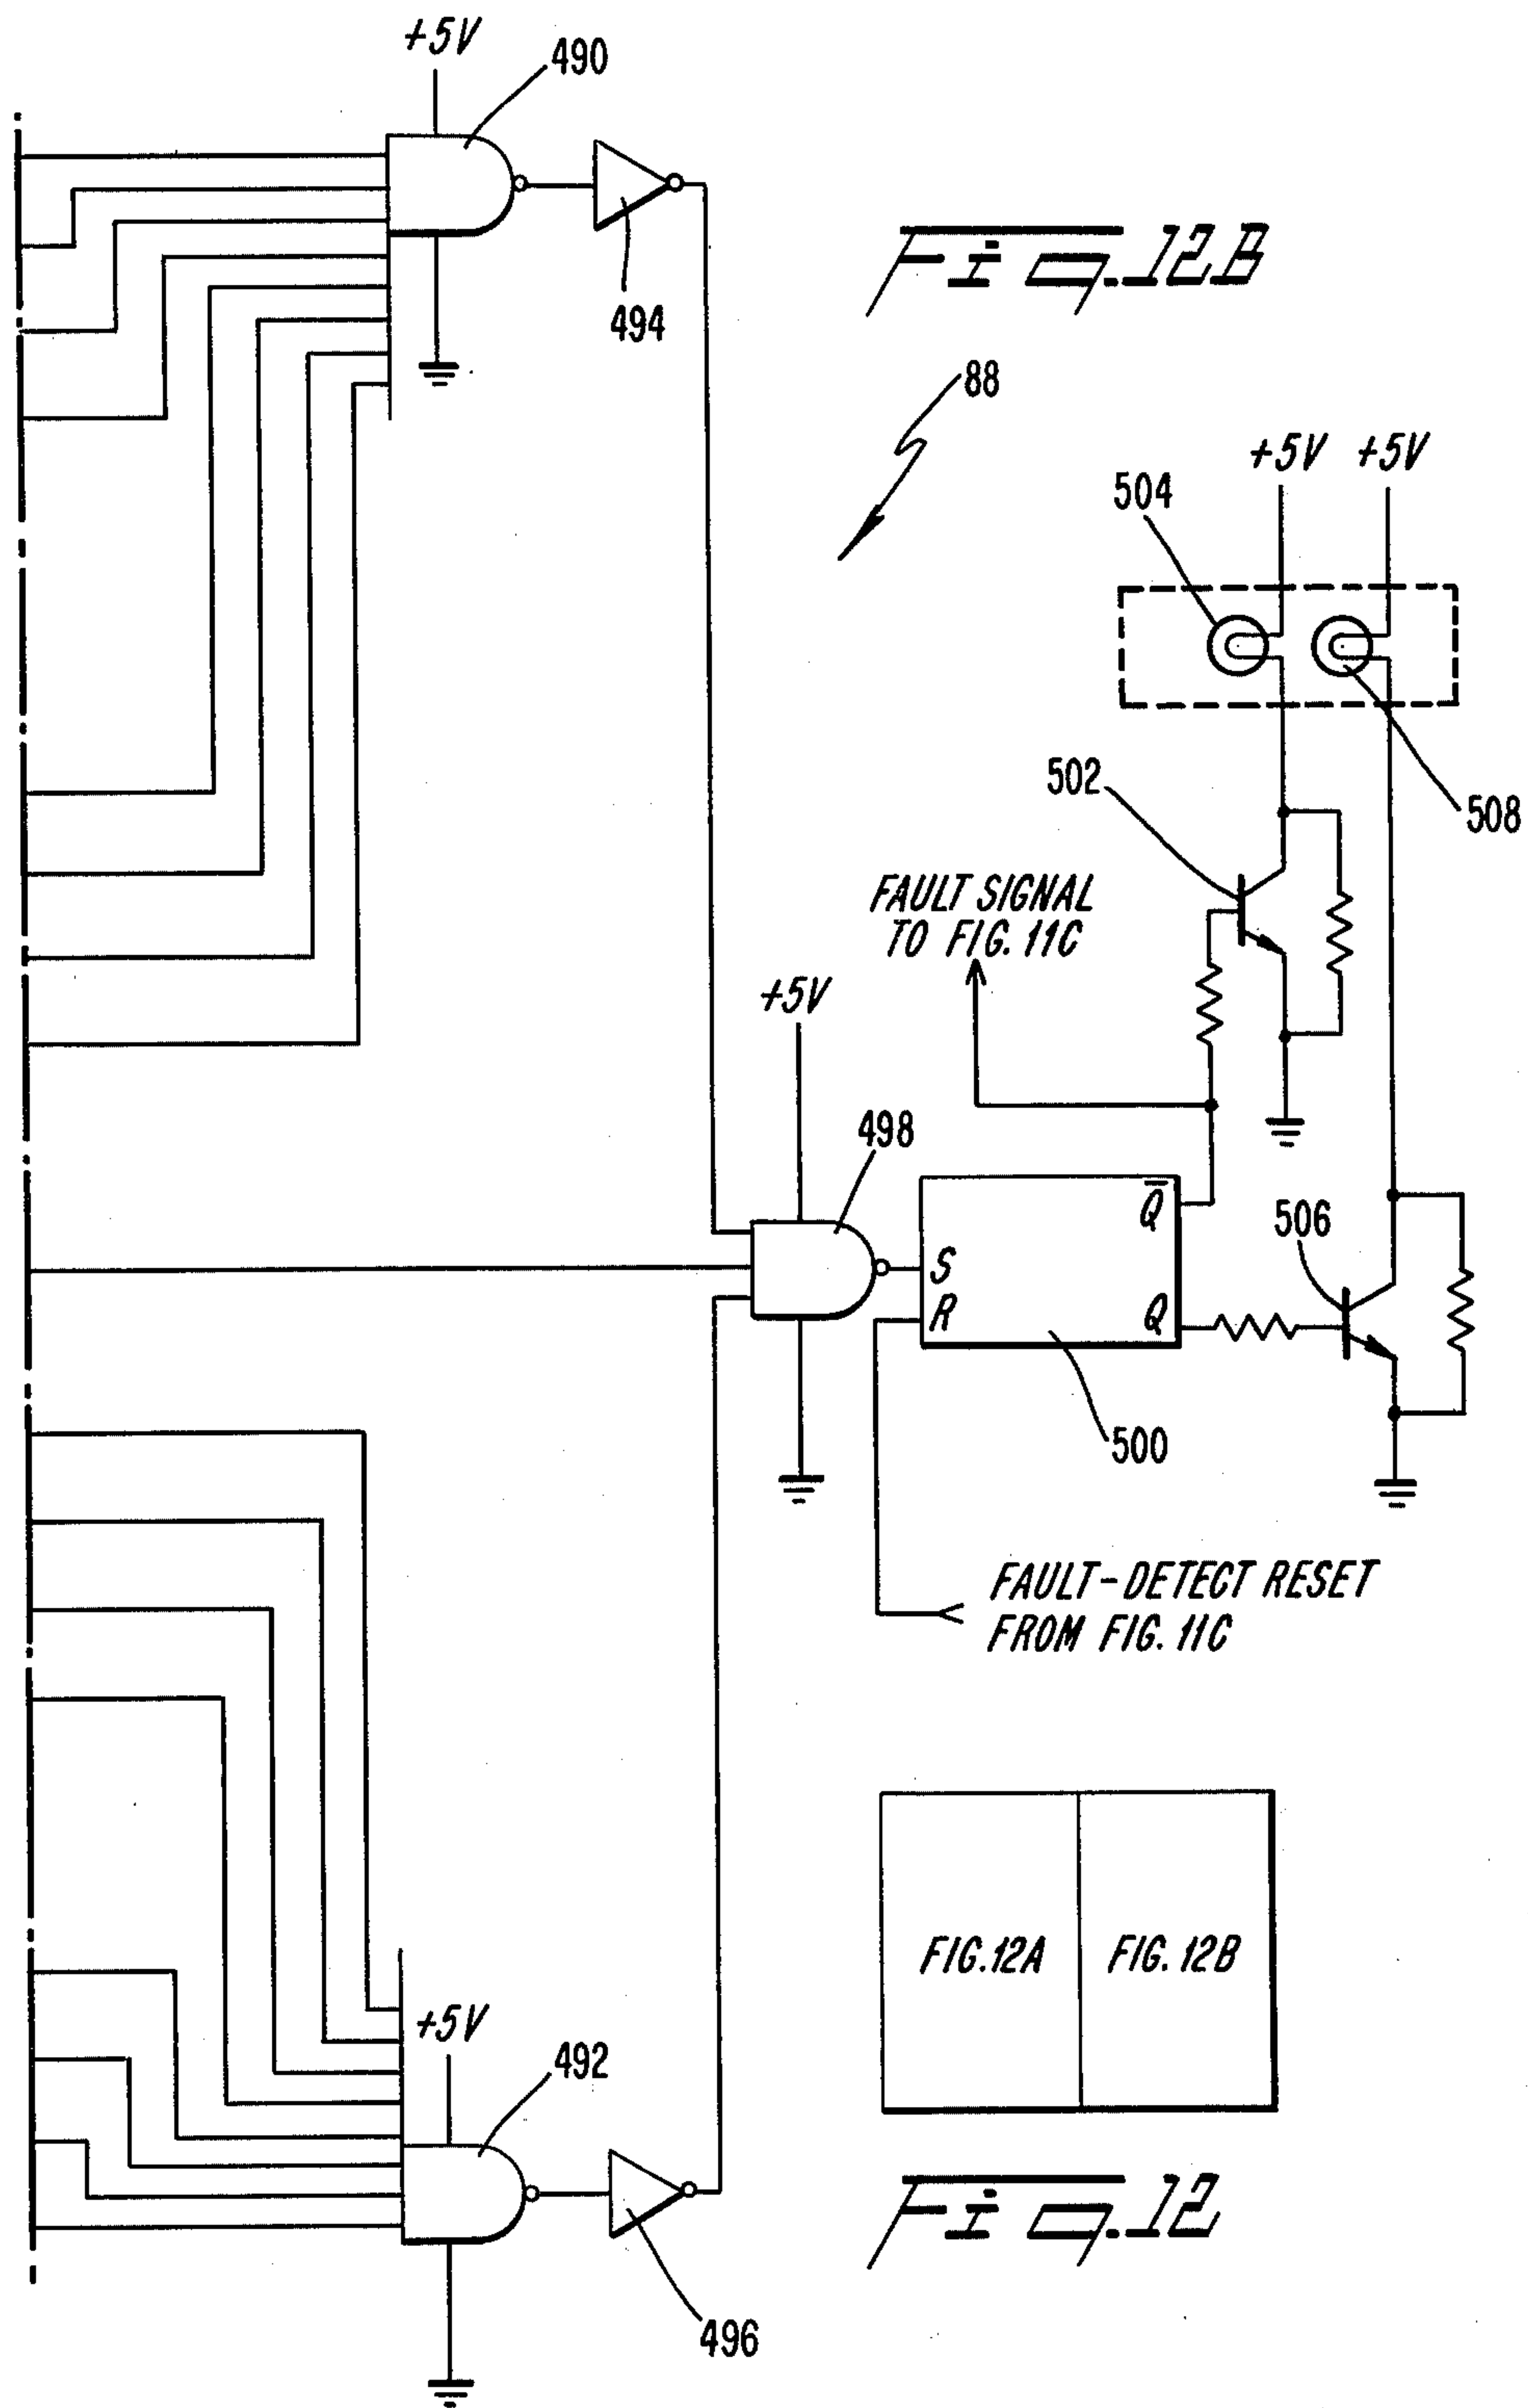 +5V
490
494
Fig. 12B
88
+5V +5V
504
502
508
FAULT SIGNAL
TO FIG. 11C
+5V
498
Q̅
506
S
R
Q
500
FAULT-DETECT RESET
FROM FIG. 11C
FIG. 12A FIG. 12B
+5V
492
Fig. 12
496